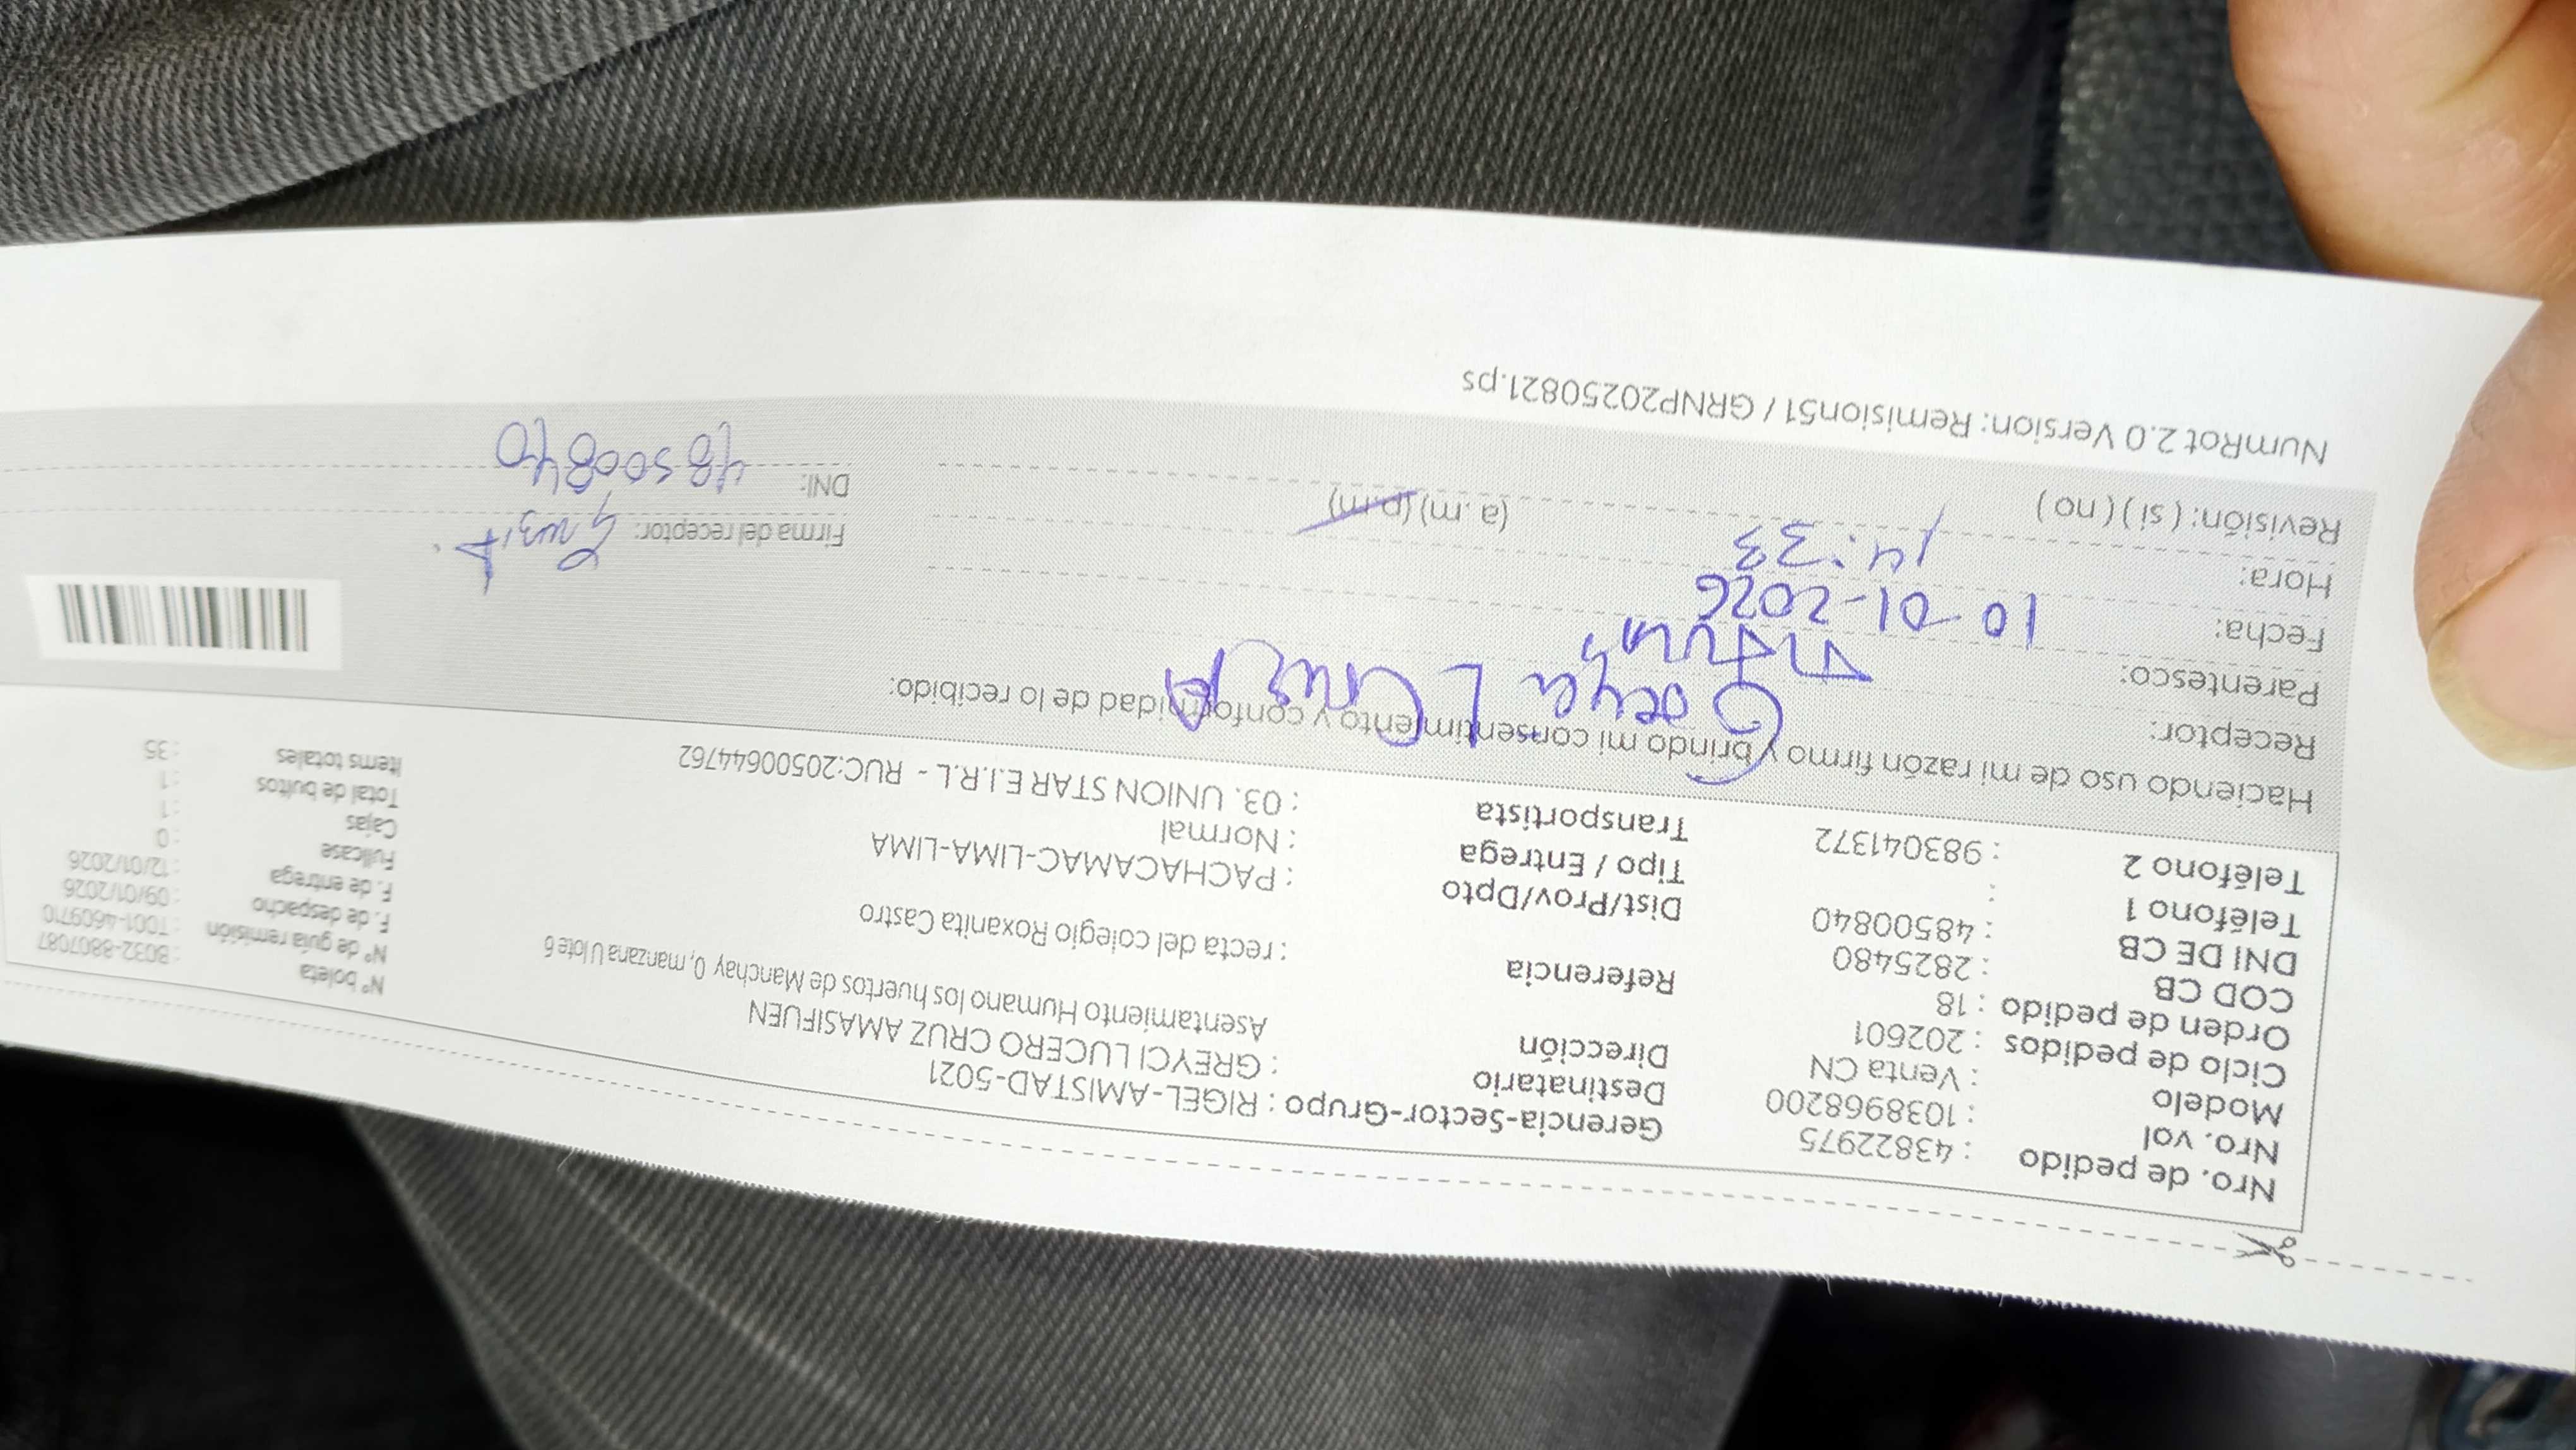 Nro. de pedido : 43822975
Nro. vol : 1038968200
Modelo : Venta CN
Ciclo de pedidos : 202601
Orden de pedido : 18
COD CB : 2825480
DNI DE CB : 48500840
Teléfono 1 :
Teléfono 2 : 983041372
Gerencia-Sector-Grupo : RIGEL-AMISTAD-5021
Destinatario : GREYCI LUCERO CRUZ AMASIFUEN
Dirección Asentamiento Humano los huertos de Manchay 0, manzana U lote 6
Referencia : recta del colegio Roxanita Castro
Dist/Prov/Dpto : PACHACAMAC-LIMA-LIMA
Tipo / Entrega : Normal
Transportista : 03. UNION STAR E.I.R.L - RUC:20500644762
N° boleta : B032-8807087
N° de guía remisión : T001-4609710
F. de despacho : 09/01/2026
F. de entrega : 12/01/2026
Fullcase : 0
Cajas : 1
Total de bultos : 1
Items totales : 35
Haciendo uso de mi razón firmo y brindo mi consentimiento y conformidad de lo recibido:
Receptor: L Cruz A
Parentesco:
Fecha: 10-01-2026
Hora: 14:33
Revisión: ( si ) ( no ) (a. m) (p. m)
Firma del receptor:
DNI: 48500840
NumRot 2.0 Version: Remision51 / GRNP20250821.ps